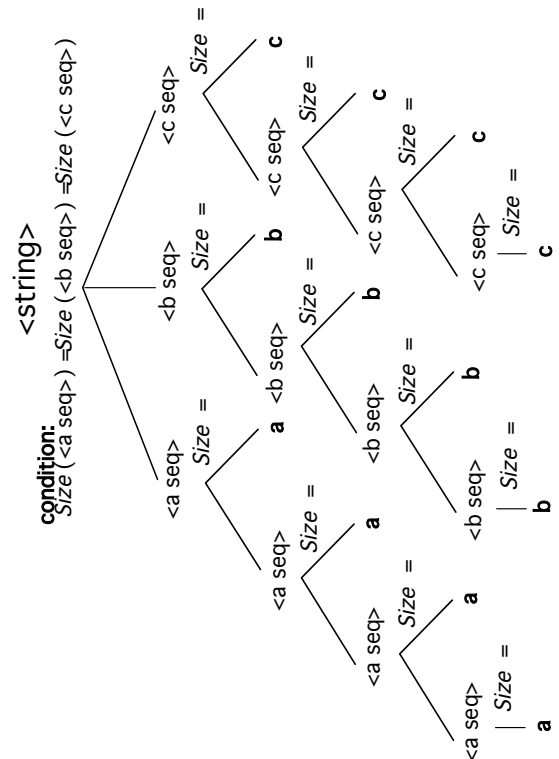 <string>
condition:
Size (<a seq>) =Size (<b seq>) =Size (<c seq>)
<a seq> <b seq> <c seq>
Size = Size = Size =
<a seq> a <b seq> b <c seq> c
Size = Size = Size =
<a seq> a <b seq> b <c seq> c
Size = Size = Size =
<a seq> a <b seq> b <c seq> c
Size = Size = Size =
a b c